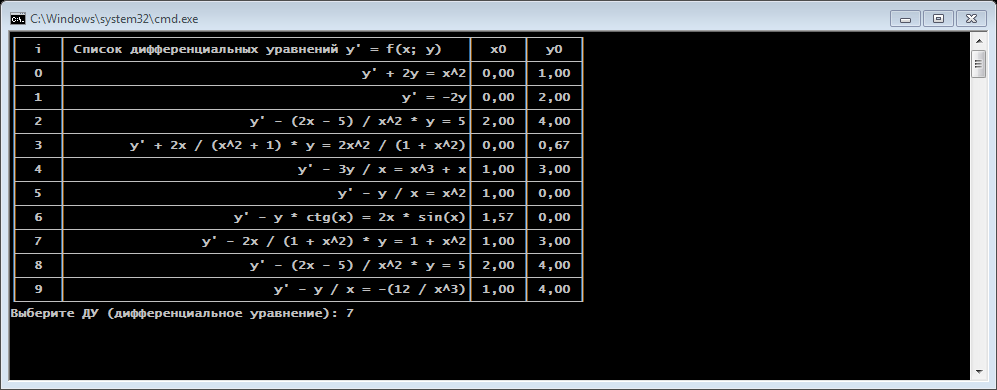 C:\Windows\system32\cmd.exe
i Список дифференциальных уравнений y' = f(x; y) x0 y0
0 y' + 2y = x^2 0,00 1,00
1 y' = -2y 0,00 2,00
2 y' - (2x - 5) / x^2 * y = 5 2,00 4,00
3 y' + 2x / (x^2 + 1) * y = 2x^2 / (1 + x^2) 0,00 0,67
4 y' - 3y / x = x^3 + x 1,00 3,00
5 y' - y / x = x^2 1,00 0,00
6 y' - y * ctg(x) = 2x * sin(x) 1,57 0,00
7 y' - 2x / (1 + x^2) * y = 1 + x^2 1,00 3,00
8 y' - (2x - 5) / x^2 * y = 5 2,00 4,00
9 y' - y / x = -(12 / x^3) 1,00 4,00
Выберите ДУ (дифференциальное уравнение): 7